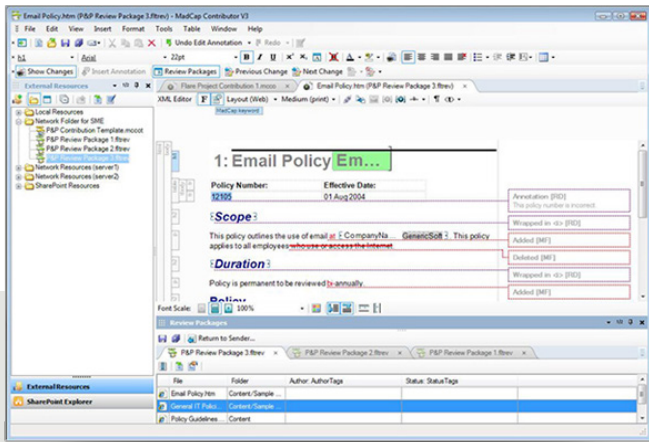 Email Policy.htm (P&P Review Package 3.fltrev) - MadCap Contributor V3
File Edit View Insert Format Tools Table Window Help
Undo Edit Annotation Redo
h1 Arial 22pt B I U
Show Changes Insert Annotation Review Packages Previous Change Next Change
External Resources
Flare Project Contribution 1.mcco Email Policy.htm (P&P Review Package 3.fltrev)
XML Editor Layout (Web) Medium (print)
MadCap keyword
Local Resources
Network Folder for SME
P&P Contribution Template.mccot
P&P Review Package 1.fltrev
P&P Review Package 2.fltrev
P&P Review Package 3.fltrev
Network Resources (server1)
Network Resources (server2)
SharePoint Resources
1: Email Policy Em...
Policy Number: Effective Date:
12105 01 Aug 2004
Annotation [RD]
This policy number is incorrect.
Scope
Wrapped in <i> [RD]
This policy outlines the use of email at CompanyNa... GenericSoft . This policy
Added [MF]
applies to all employees who use or access the Internet.
Deleted [MF]
Duration
Wrapped in <i> [RD]
Policy is permanent to be reviewed bi-annually.
Added [MF]
Policy
Font Scale: 100%
Review Packages
Return to Sender...
P&P Review Package 3.fltrev P&P Review Package 2.fltrev P&P Review Package 1.fltrev
File Folder Author: AuthorTags Status: StatusTags
Email Policy.htm Content/Sample ...
General IT Polici... Content/Sample ...
Policy Guidelines... Content
External Resources
SharePoint Explorer